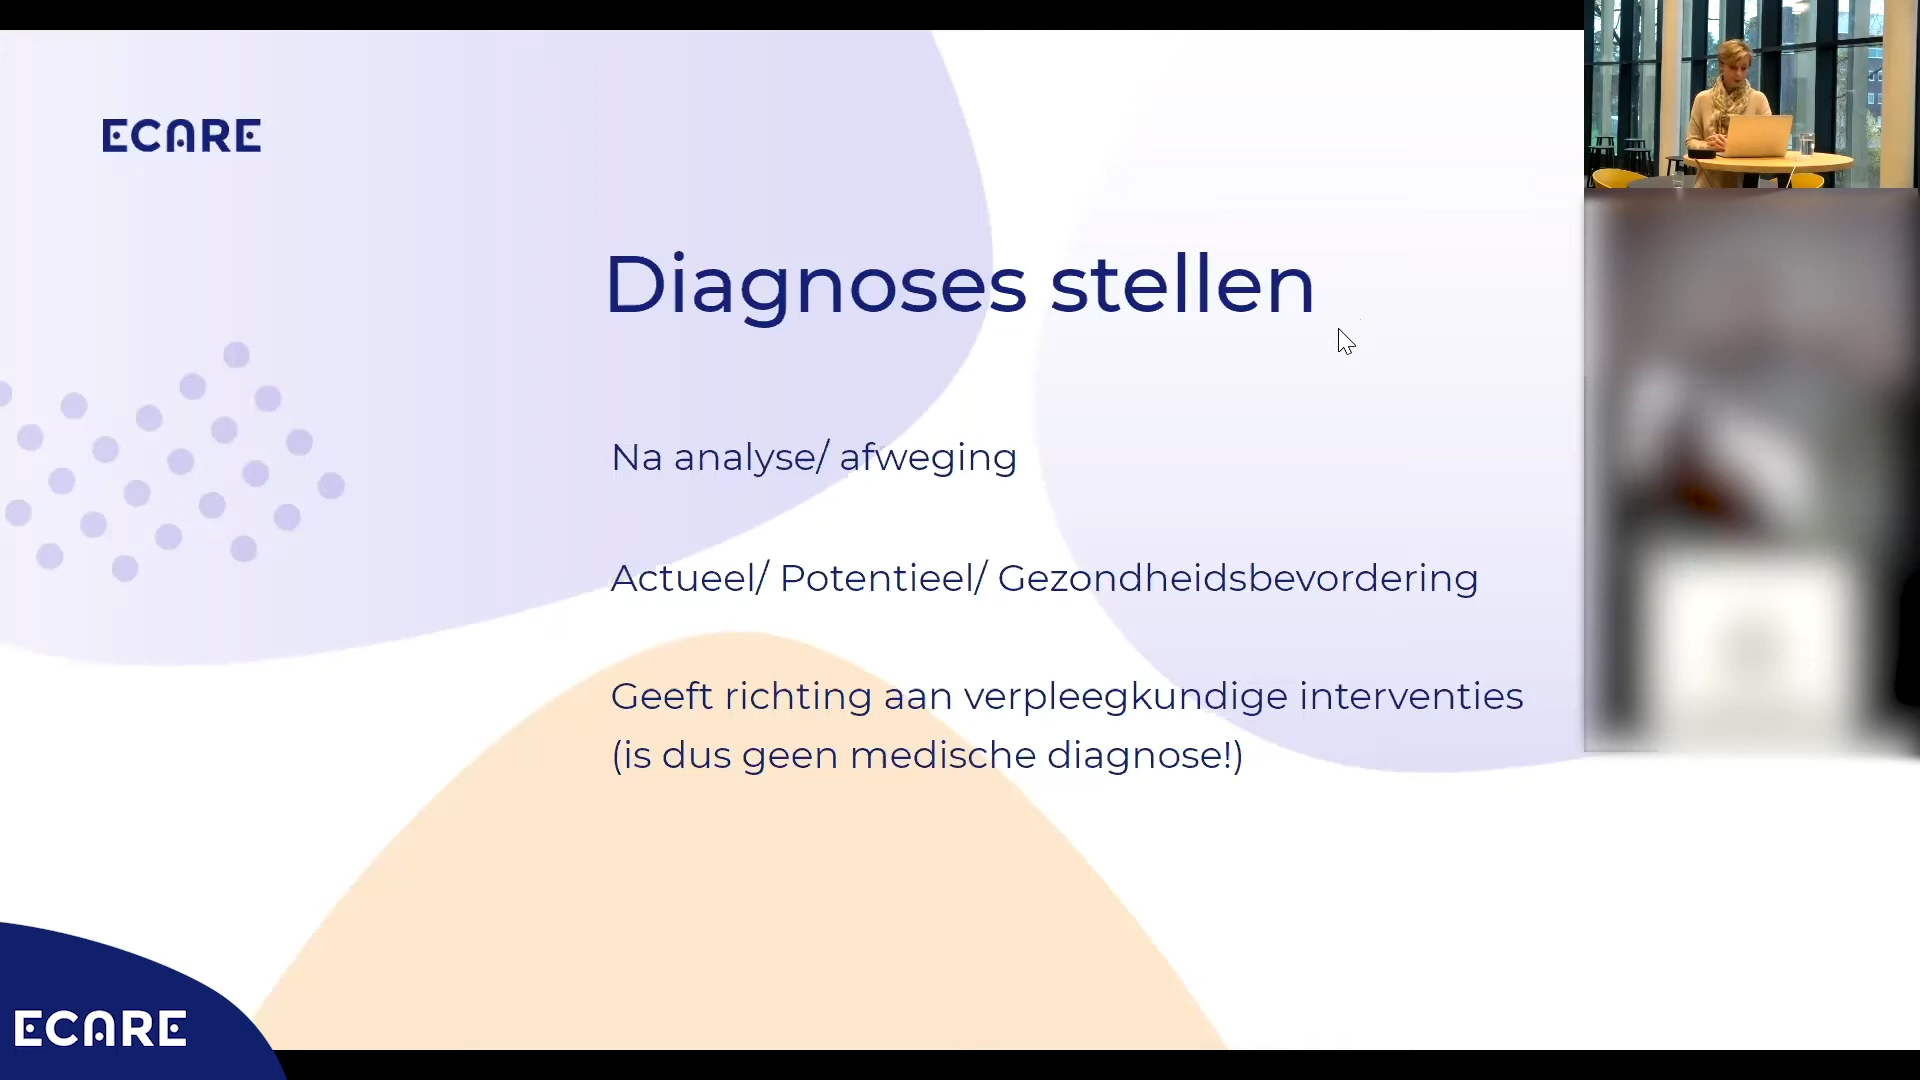 ECARE
Diagnoses stellen
Na analyse/ afweging
Actueel/ Potentieel/ Gezondheidsbevordering
Geeft richting aan verpleegkundige interventies
(is dus geen medische diagnose!)
ECARE